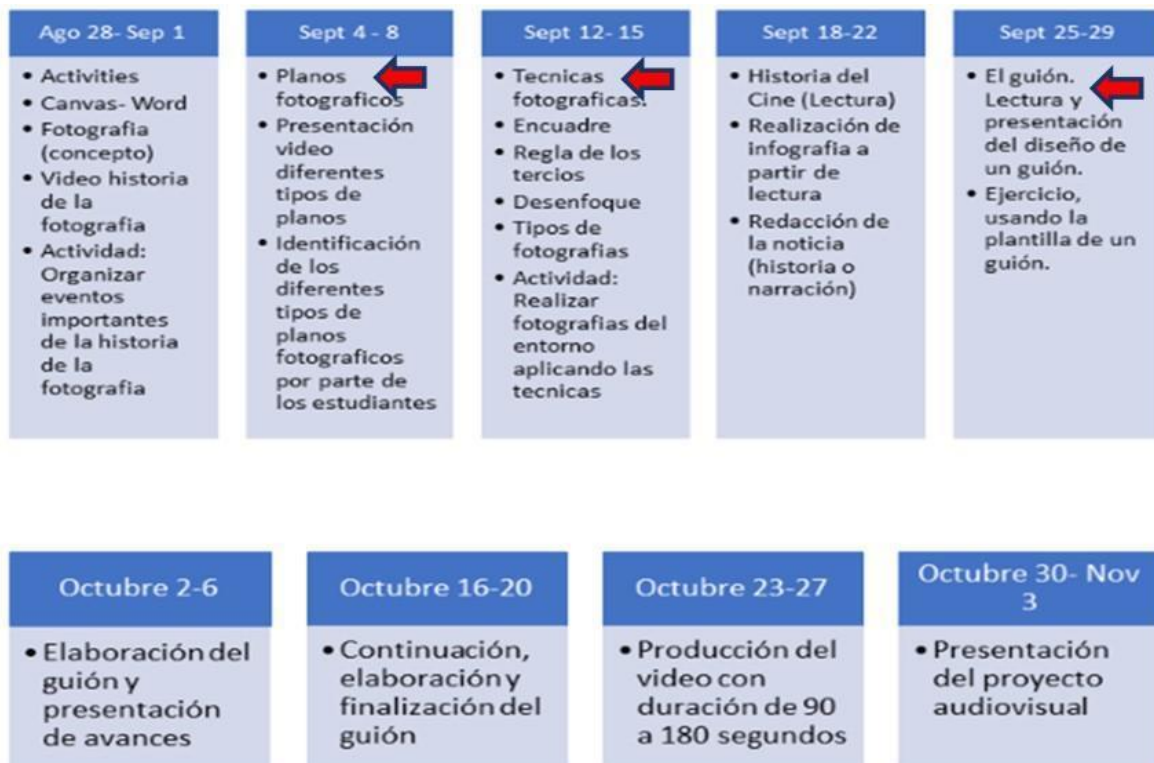 Ago 28- Sep 1
• Activities
• Canvas- Word
• Fotografia
(concepto)
• Video historia
de la
fotografia
• Actividad:
Organizar
eventos
importantes
de la historia
de la
fotografia
Sept 4 - 8
• Planos
fotograficos
• Presentación
video
diferentes
tipos de
planos
• Identificación
de los
diferentes
tipos de
planos
fotograficos
por parte de
los estudiantes
Sept 12- 15
• Tecnicas
fotograficas.
• Encuadre
• Regla de los
tercios
• Desenfoque
• Tipos de
fotografias
• Actividad:
Realizar
fotografias del
entorno
aplicando las
tecnicas
Sept 18-22
• Historia del
Cine (Lectura)
• Realización de
infografia a
partir de
lectura
• Redacción de
la noticia
(historia o
narración)
Sept 25-29
• El guión.
Lectura y
presentación
del diseño de
un guión.
• Ejercicio,
usando la
plantilla de un
guión.
Octubre 2-6
• Elaboración del
guión y
presentación
de avances
Octubre 16-20
• Continuación,
elaboración y
finalización del
guión
Octubre 23-27
• Producción del
video con
duración de 90
a 180 segundos
Octubre 30- Nov
3
• Presentación
del proyecto
audiovisual